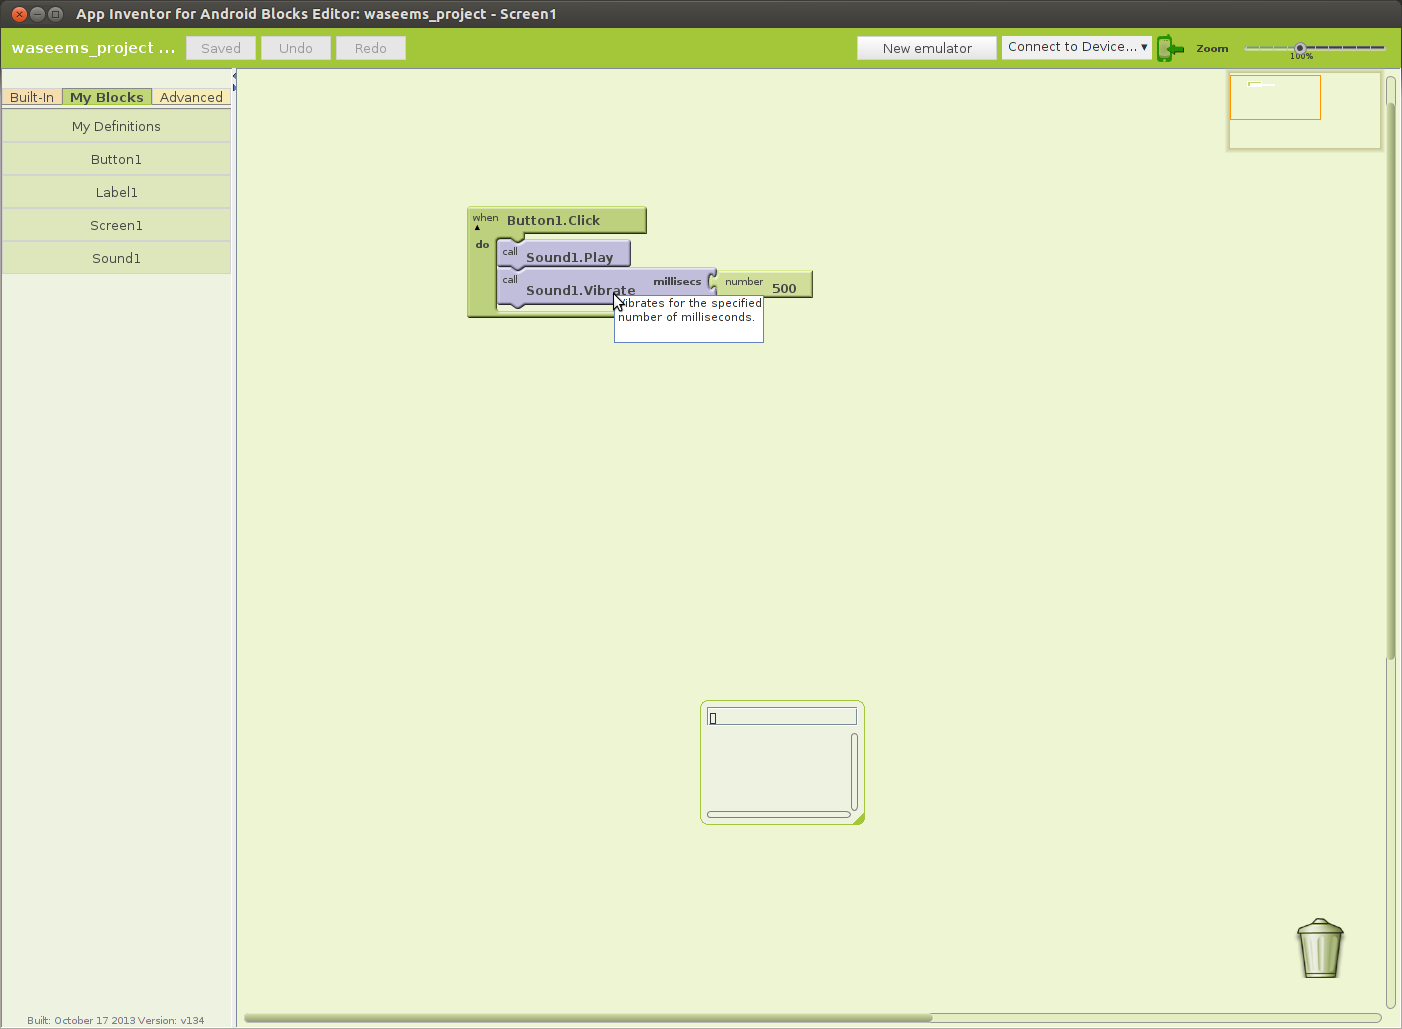 App Inventor for Android Blocks Editor: waseems_project - Screen1
waseems_project ...
Saved
Undo
Redo
New emulator
Connect to Device...
Zoom
100%
Built-In
My Blocks
Advanced
My Definitions
Button1
Label1
Screen1
Sound1
when Button1.Click
do
call Sound1.Play
call Sound1.Vibrate millisecs number 500
Vibrates for the specified
number of milliseconds.
Built: October 17 2013 Version: v134